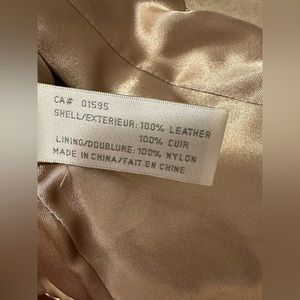 CA# 01595
SHELL/EXTERIEUR: 100% LEATHER
100% CUIR
LINING/DOUBLURE: 100% NYLON
MADE IN CHINA/FAIT EN CHINE